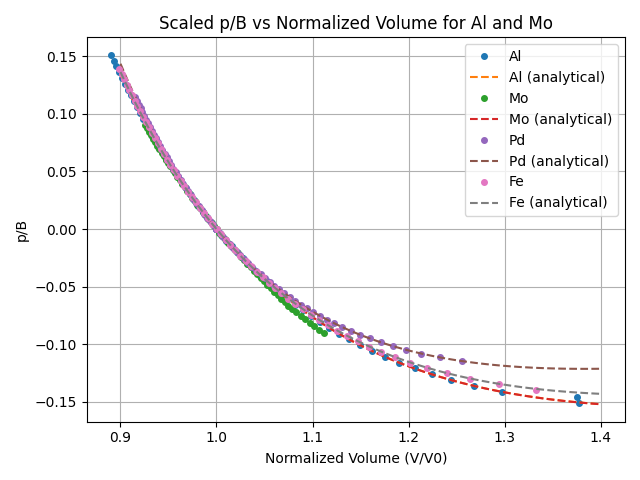 Scaled p/B vs Normalized Volume for Al and Mo
Al
Al (analytical)
Mo
Mo (analytical)
Pd
Pd (analytical)
Fe
Fe (analytical)
p/B
0.15
0.10
0.05
0.00
−0.05
−0.10
−0.15
0.9
1.0
1.1
1.2
1.3
1.4
Normalized Volume (V/V0)